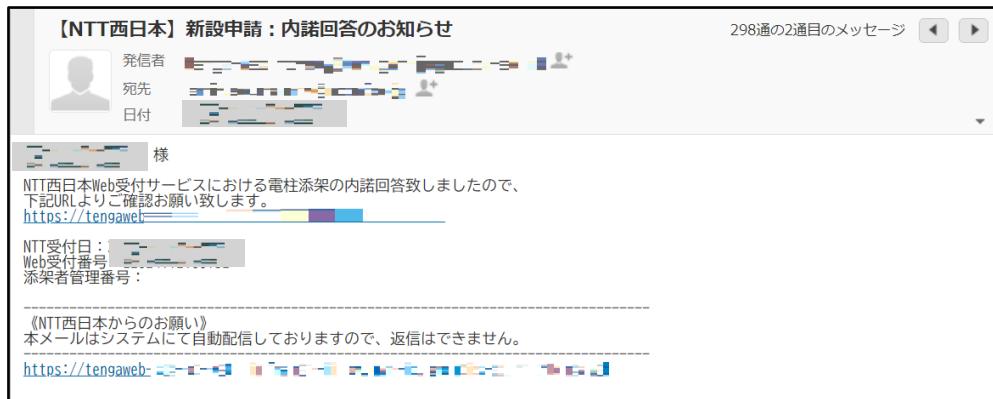 【NTT西日本】新設申請：内諾回答のお知らせ
298通の2通目のメッセージ
発信者
宛先
日付
様
NTT西日本Web受付サービスにおける電柱添架の内諾回答致しましたので、
下記URLよりご確認お願い致します。
https://tengaweb
NTT受付日：
Web受付番号
添架者管理番号：
《NTT西日本からのお願い》
本メールはシステムにて自動配信しておりますので、返信はできません。
https://tengaweb-